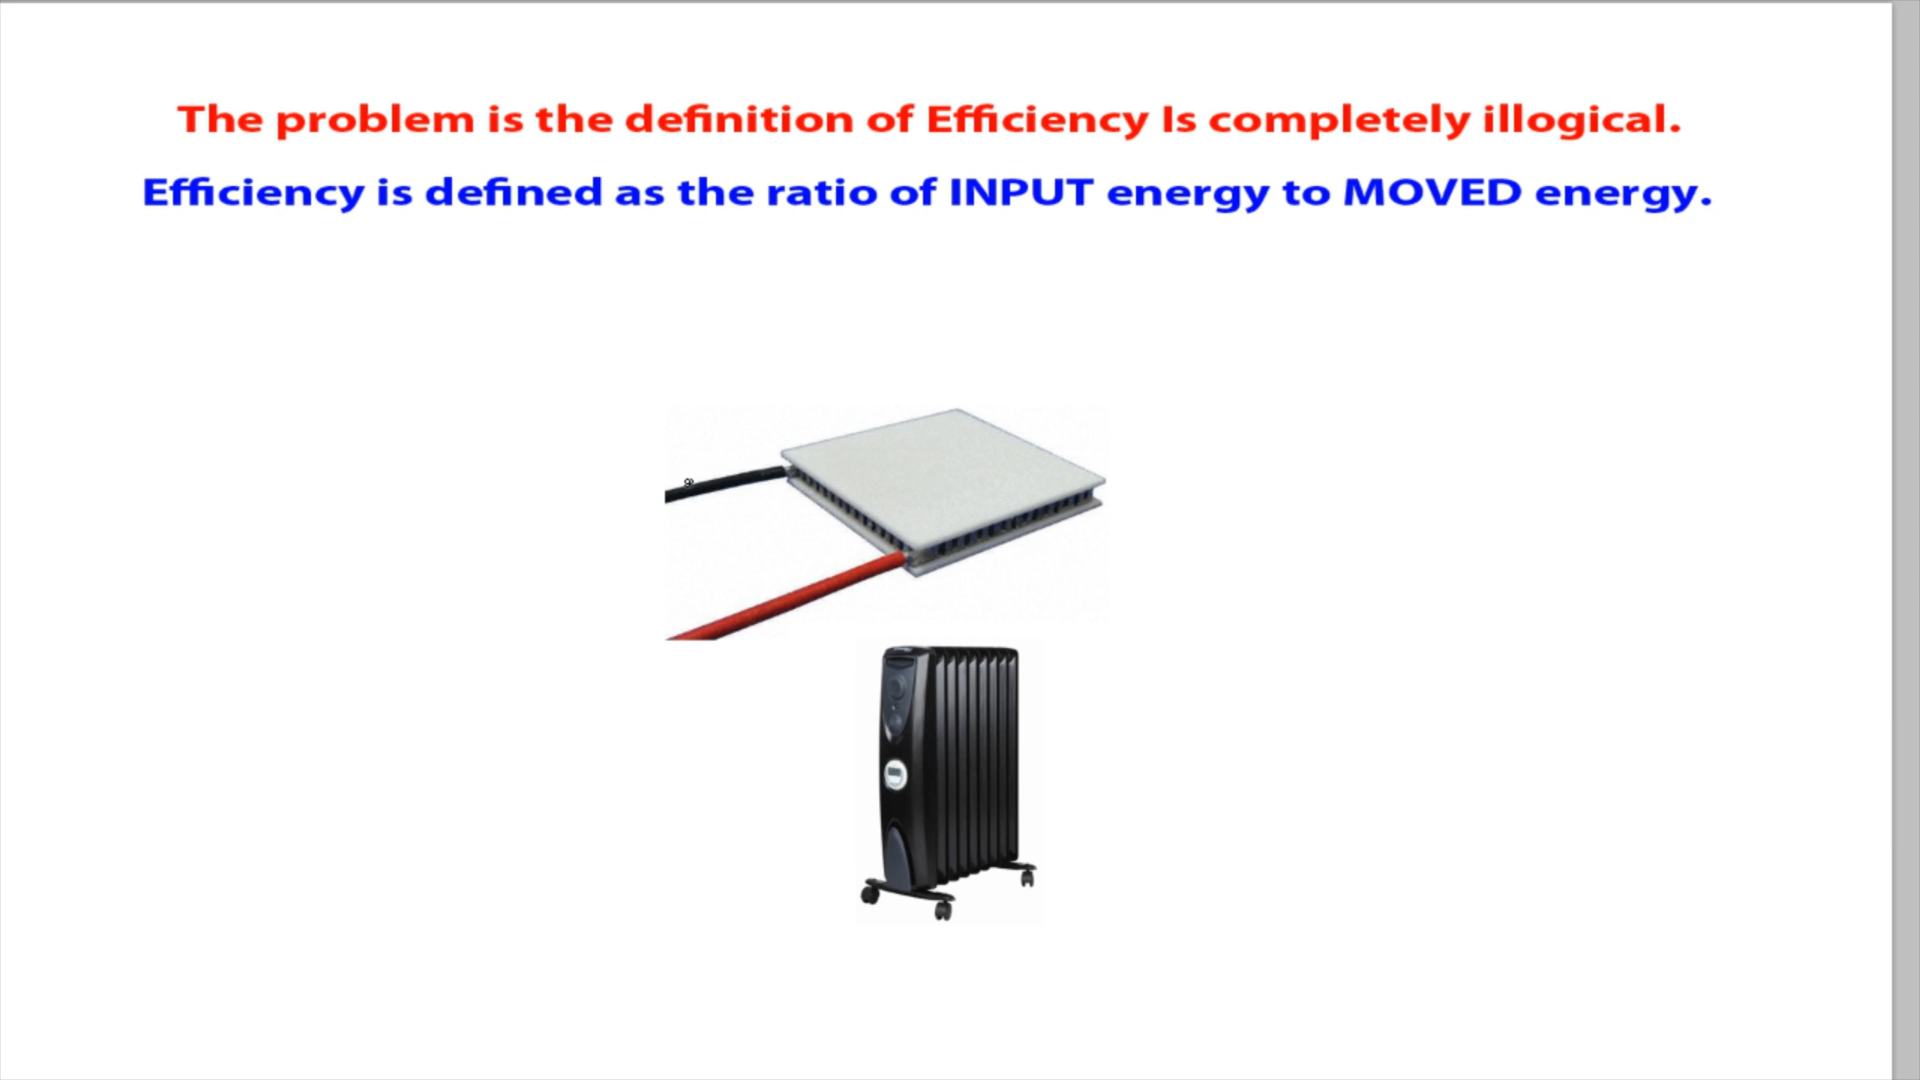 The problem is the definition of Efficiency Is completely illogical.
Efficiency is defined as the ratio of INPUT energy to MOVED energy.